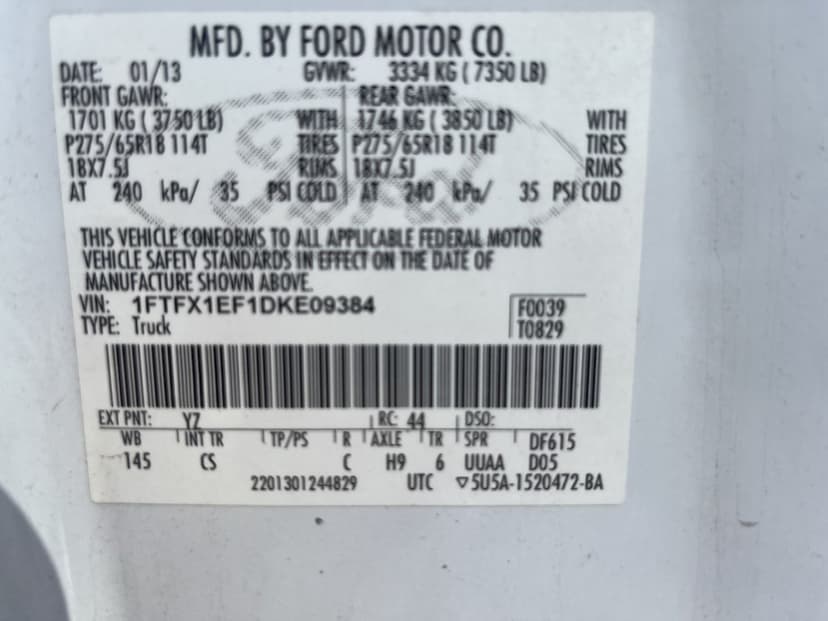 MFD. BY FORD MOTOR CO.
DATE: 01/13 GVWR: 3334 KG ( 7350 LB)
FRONT GAWR: REAR GAWR:
1701 KG ( 3750 LB) WITH 1746 KG ( 3850 LB) WITH
P275/65R18 114T TIRES P275/65R18 114T TIRES
18X7.5J RIMS 18X7.5J RIMS
AT 240 kPa/ 35 PSI COLD AT 240 kPa/ 35 PSI COLD
THIS VEHICLE CONFORMS TO ALL APPLICABLE FEDERAL MOTOR
VEHICLE SAFETY STANDARDS IN EFFECT ON THE DATE OF
MANUFACTURE SHOWN ABOVE.
VIN: 1FTFX1EF1DKE09384 F0039
TYPE: Truck T0829
EXT PNT: YZ RC: 44 DSO:
WB INT TR TP/PS R AXLE TR SPR DF615
145 CS C H9 6 UUAA D05
2201301244829 UTC ▽5U5A-1520472-BA